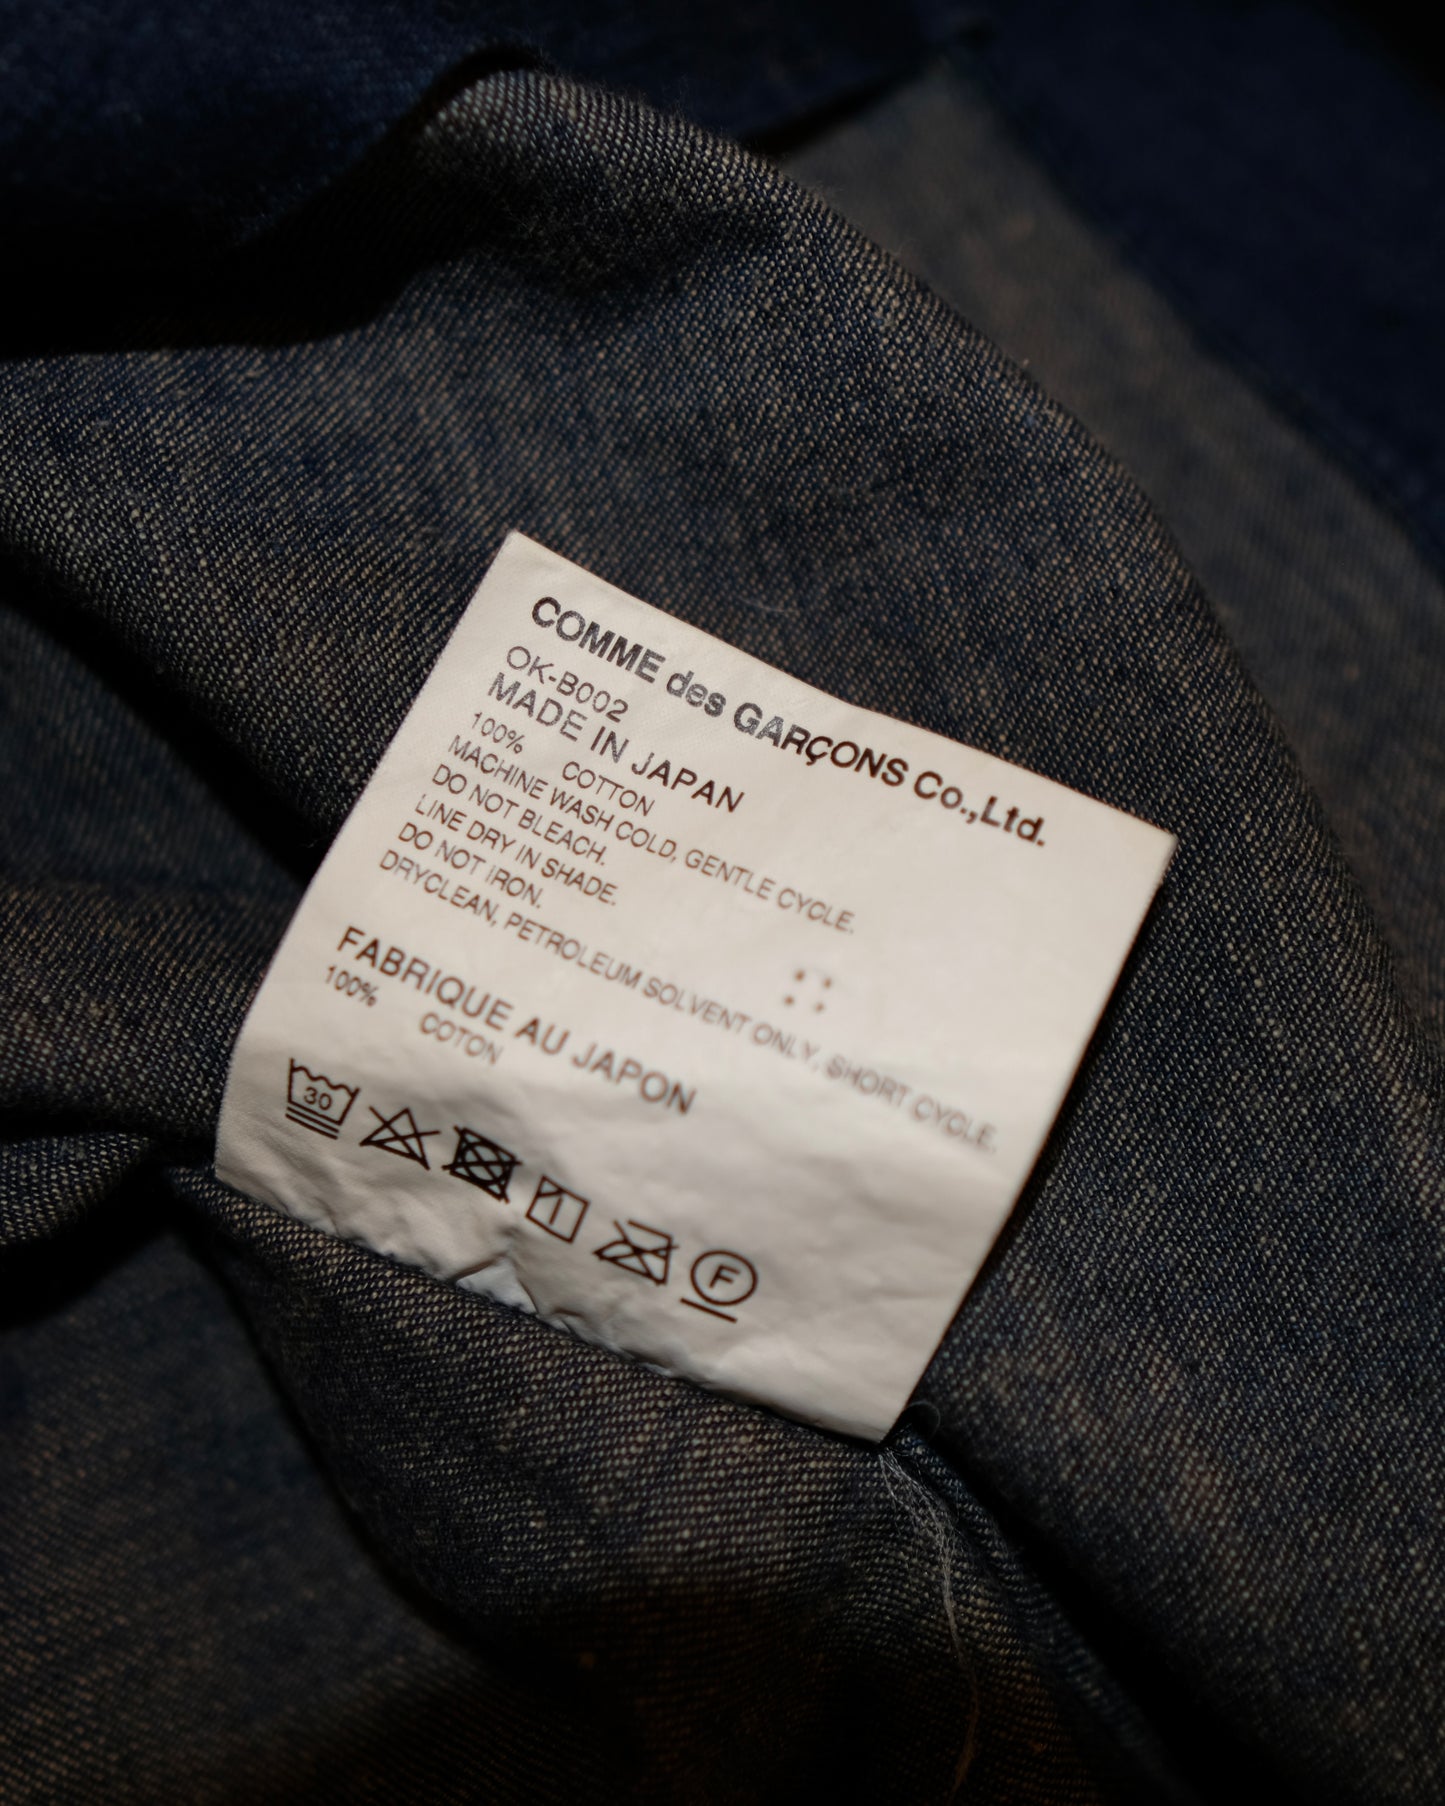 COMME des GARÇONS Co.,Ltd.
OK-B002
MADE IN JAPAN
100% COTTON
MACHINE WASH COLD, GENTLE CYCLE.
DO NOT BLEACH.
LINE DRY IN SHADE.
DO NOT IRON.
DRYCLEAN, PETROLEUM SOLVENT ONLY, SHORT CYCLE.
FABRIQUE AU JAPON
100% COTON
30
F